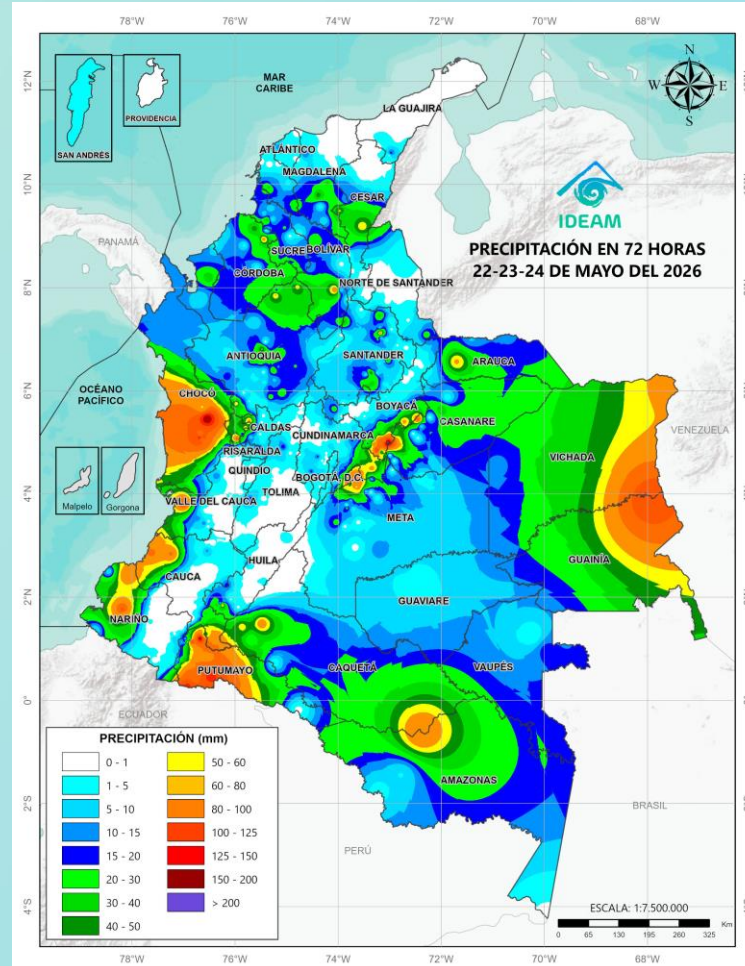 78°W 76°W 74°W 72°W 70°W 68°W
N
W E
S
12°N
10°N
8°N
6°N
4°N
2°N
0°
2°S
4°S
SAN ANDRÉS
PROVIDENCIA
MAR
CARIBE
IDEAM
PRECIPITACIÓN EN 72 HORAS
22-23-24 DE MAYO DEL 2026
LA GUAJIRA
ATLÁNTICO
MAGDALENA
CESAR
PANAMÁ
SUCRE
BOLÍVAR
CÓRDOBA
NORTE DE SANTANDER
ANTIOQUIA
SANTANDER
ARAUCA
OCÉANO
PACÍFICO
CHOCÓ
BOYACÁ
CASANARE
CALDAS
CUNDINAMARCA
VENEZUELA
RISARALDA
VICHADA
QUINDÍO
BOGOTÁ, D.C.
TOLIMA
Malpelo
Gorgona
VALLE DEL CAUCA
META
GUAINÍA
HUILA
CAUCA
GUAVIARE
NARIÑO
PUTUMAYO
CAQUETÁ
VAUPÉS
ECUADOR
AMAZONAS
BRASIL
PERÚ
PRECIPITACIÓN (mm)
0 - 1
1 - 5
5 - 10
10 - 15
15 - 20
20 - 30
30 - 40
40 - 50
50 - 60
60 - 80
80 - 100
100 - 125
125 - 150
150 - 200
> 200
ESCALA: 1:7.500.000
Km
0 65 130 195 260 325
78°W 76°W 74°W 72°W 70°W 68°W